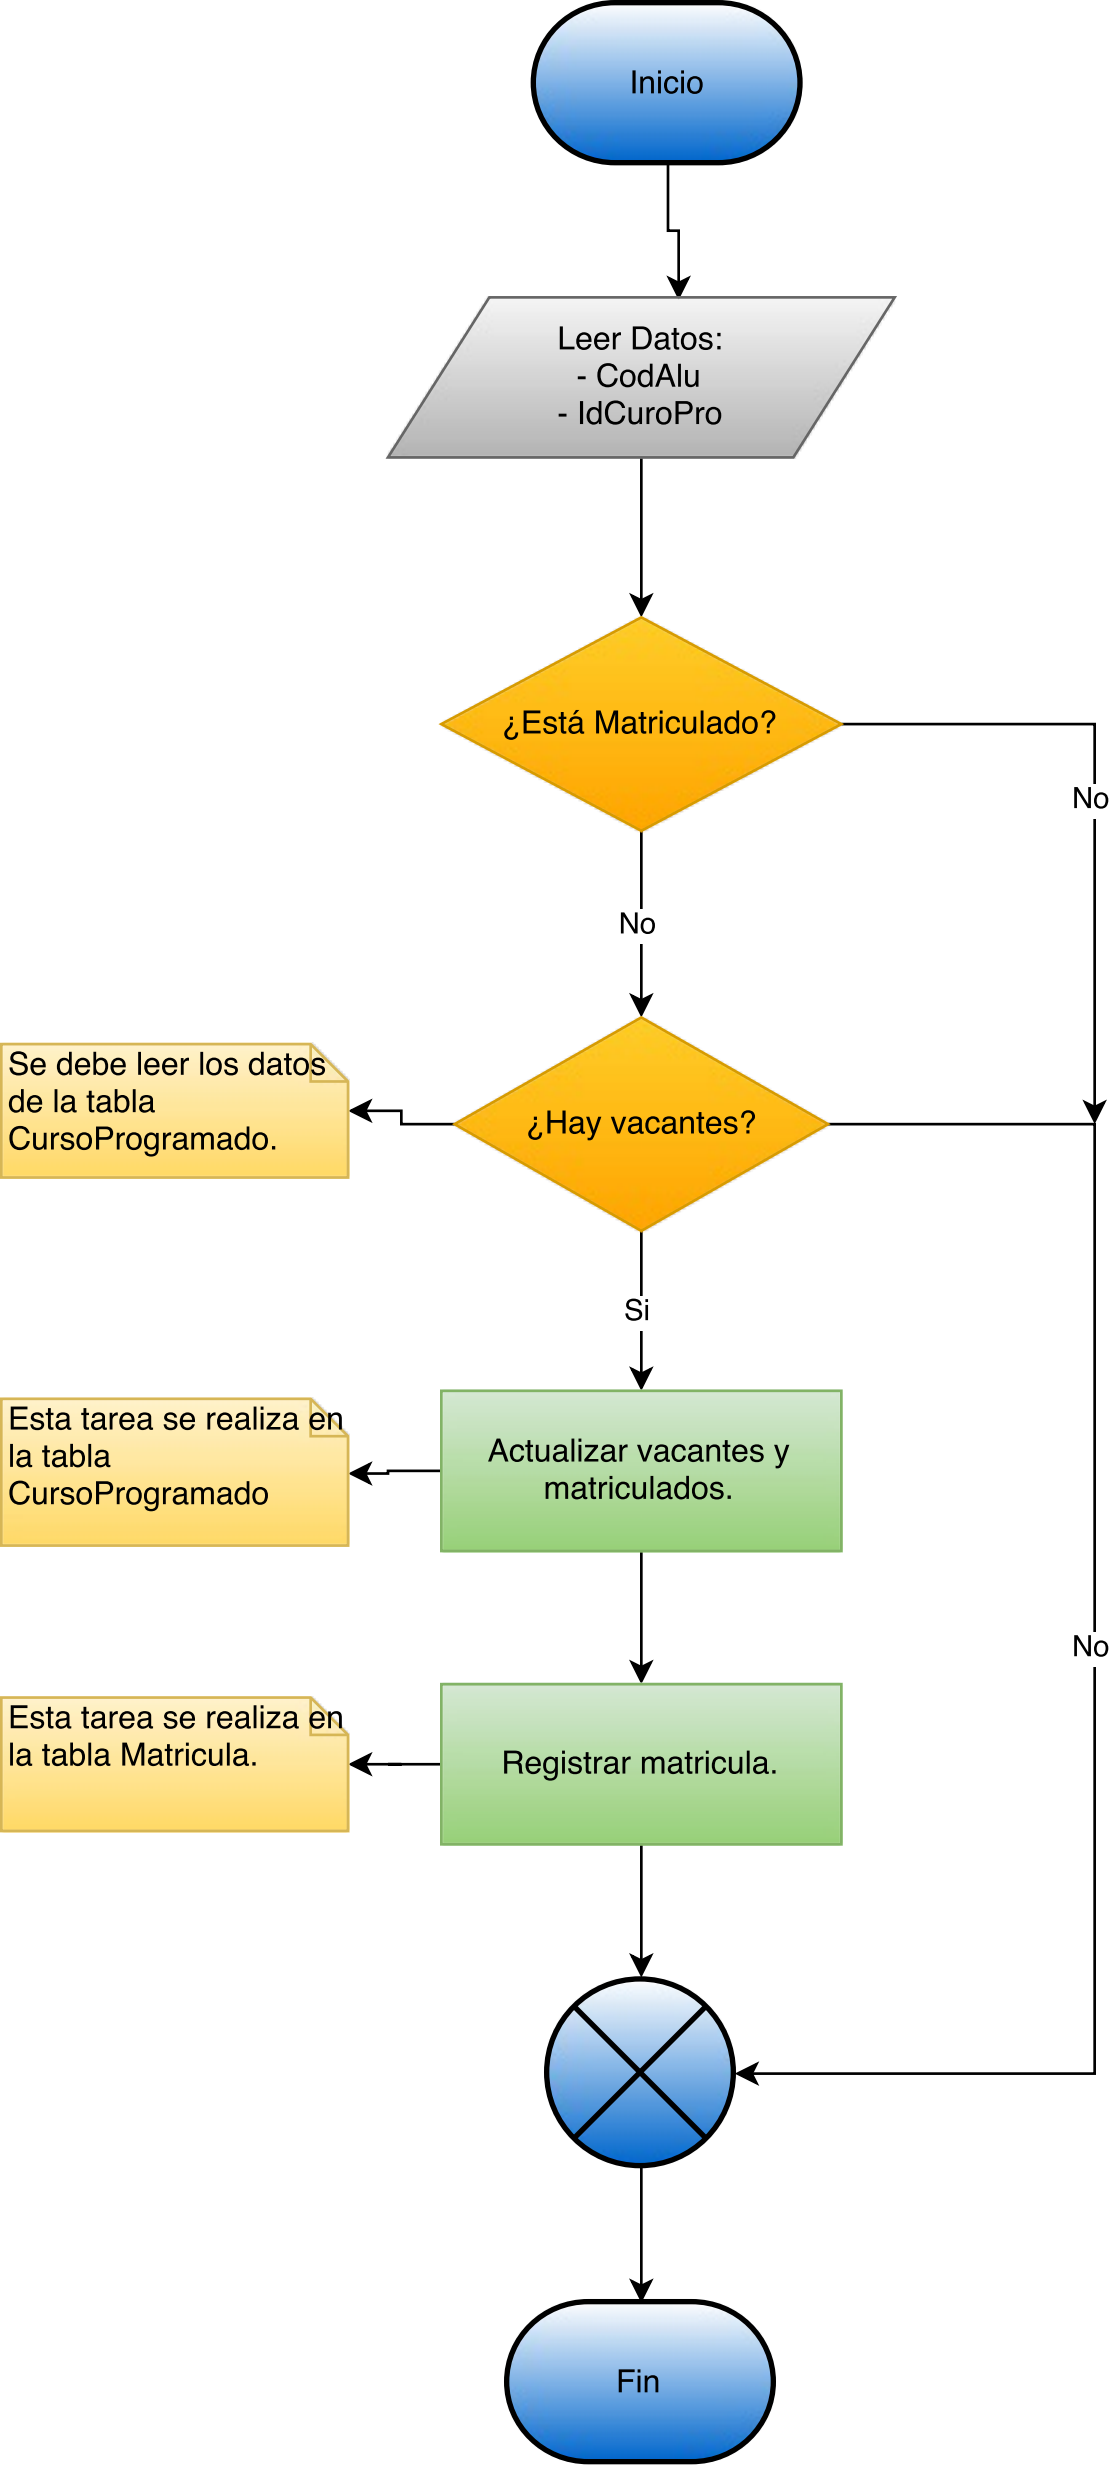 Inicio
Leer Datos:
- CodAlu
- IdCuroPro
¿Está Matriculado?
No
No
Se debe leer los datos
de la tabla
CursoProgramado.
¿Hay vacantes?
Si
Esta tarea se realiza en
la tabla
CursoProgramado
Actualizar vacantes y
matriculados.
No
Esta tarea se realiza en
la tabla Matricula.
Registrar matricula.
Fin